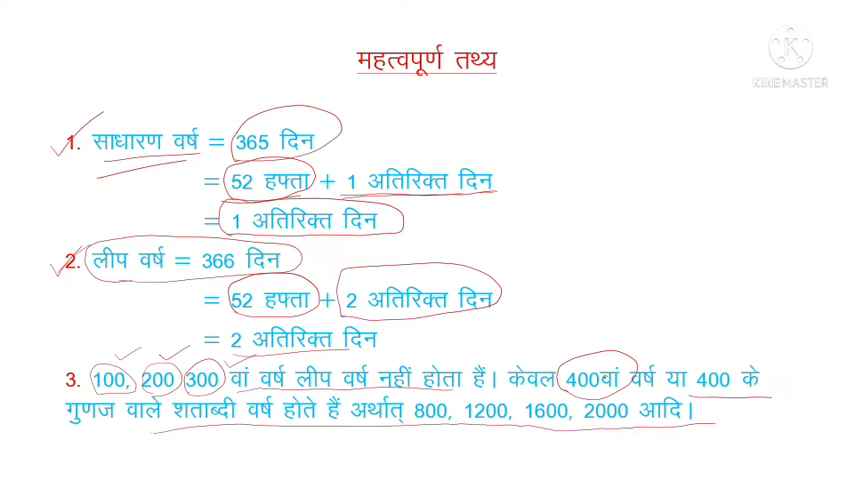 महत्वपूर्ण तथ्य
KINEMASTER
1. साधारण वर्ष = 365 दिन
= 52 हफ्ता + 1 अतिरिक्त दिन
= 1 अतिरिक्त दिन
2. लीप वर्ष = 366 दिन
= 52 हफ्ता + 2 अतिरिक्त दिन
= 2 अतिरिक्त दिन
3. 100, 200 300 वां वर्ष लीप वर्ष नहीं होता हैं। केवल 400वां वर्ष या 400 के
गुणज वाले शताब्दी वर्ष होते हैं अर्थात् 800, 1200, 1600, 2000 आदि।